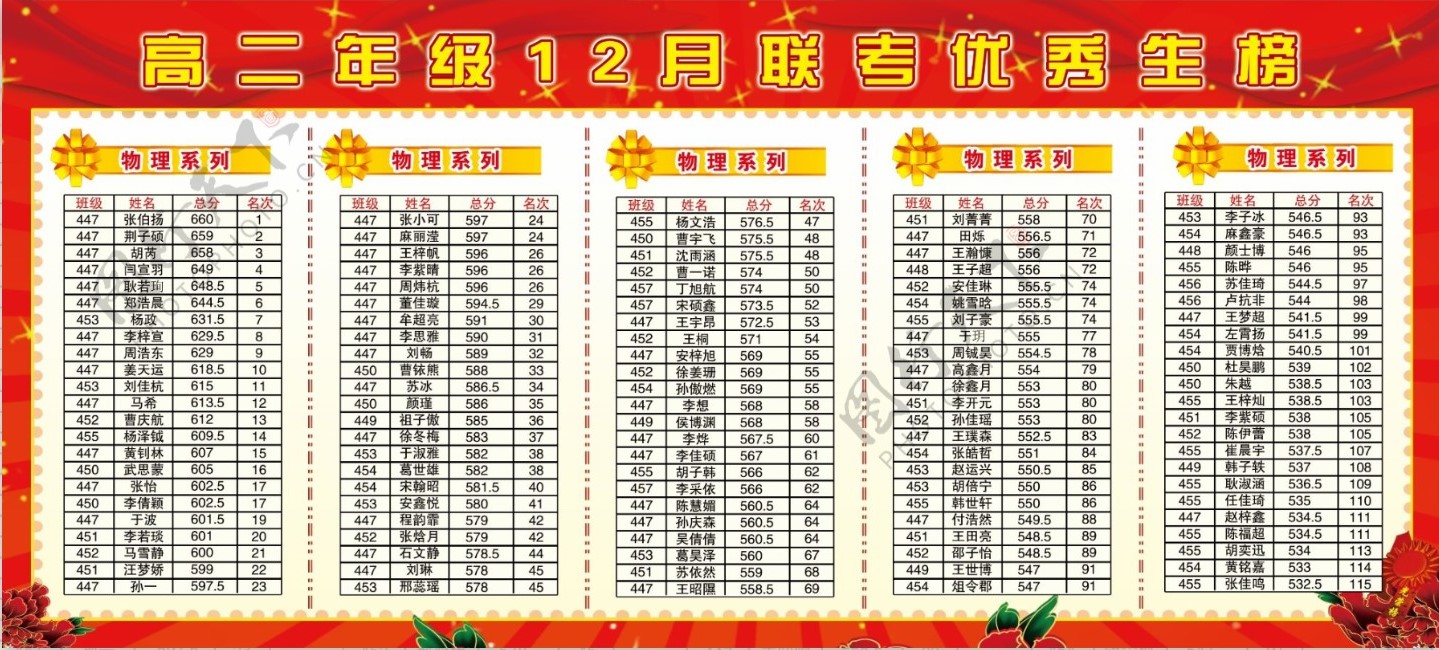 高二年级12月联考优秀生榜
物理系列
班级 姓名 总分 名次
447 张伯扬 660 1
447 荆子硕 659 2
447 胡芮 658 3
447 闫宣羽 649 4
447 耿若珣 648.5 5
447 郑浩晨 644.5 6
453 杨政 631.5 7
447 李梓宣 629.5 8
447 周浩东 629 9
447 姜天运 618.5 10
453 刘佳杭 615 11
447 马希 613.5 12
452 曹庆航 612 13
455 杨泽钺 609.5 14
447 黄钊林 607 15
450 武思蒙 605 16
447 张怡 602.5 17
450 李倩颖 602.5 17
447 于波 601.5 19
451 李若琰 601 20
452 马雪静 600 21
451 汪梦娇 599 22
447 孙一 597.5 23
物理系列
班级 姓名 总分 名次
447 张小可 597 24
447 麻丽滢 597 24
447 王梓帆 596 26
447 李紫晴 596 26
447 周炜杭 596 26
447 董佳璇 594.5 29
447 牟超亮 591 30
447 李思雅 590 31
447 刘畅 589 32
450 曹铱熊 588 33
447 苏冰 586.5 34
450 颜瑾 586 35
449 祖子傲 585 36
447 徐冬梅 583 37
453 于淑雅 582 38
454 葛世雄 582 38
454 宋翰昭 581.5 40
453 安鑫悦 580 41
447 程韵霏 579 42
452 张焓月 579 42
447 石文静 578.5 44
447 刘琳 578 45
453 邢蕊瑶 578 45
物理系列
班级 姓名 总分 名次
455 杨文浩 576.5 47
450 曹宇飞 575.5 48
451 沈雨涵 575.5 48
452 曹一诺 574 50
457 丁旭航 574 50
457 宋硕鑫 573.5 52
447 王宇昂 572.5 53
452 王桐 571 54
447 安梓旭 569 55
452 徐姜珊 569 55
454 孙傲燃 569 55
447 李想 568 58
449 侯博渊 568 58
447 李烨 567.5 60
447 李佳硕 567 61
455 胡子韩 566 62
457 李采依 566 62
447 陈慧媚 560.5 64
447 孙庆森 560.5 64
447 吴倩倩 560.5 64
453 葛昊泽 560 67
451 苏依然 559 68
447 王昭隰 558.5 69
物理系列
班级 姓名 总分 名次
451 刘菁菁 558 70
447 田烁 556.5 71
447 王瀚慷 556 72
448 王子超 556 72
452 安佳琳 555.5 74
454 姚雪晗 555.5 74
455 刘子豪 555.5 74
447 于玥 555 77
453 周铖昊 554.5 78
447 高鑫月 554 79
447 徐鑫月 553 80
451 李开元 553 80
452 孙佳瑶 553 80
447 王璞森 552.5 83
454 张皓哲 551 84
453 赵运兴 550.5 85
453 胡倍宁 550 86
455 韩世轩 550 86
447 付浩然 549.5 88
451 王田亮 548.5 89
452 邵子怡 548.5 89
449 王世博 547 91
454 俎令郡 547 91
物理系列
班级 姓名 总分 名次
453 李子冰 546.5 93
454 麻鑫豪 546.5 93
448 颜士博 546 95
455 陈晔 546 95
456 苏佳琦 544.5 97
456 卢抗非 544 98
447 王梦超 541.5 99
454 左霄扬 541.5 99
454 贾博焓 540.5 101
450 杜昊鹏 539 102
450 朱越 538.5 103
455 王梓灿 538.5 103
451 李紫硕 538 105
452 陈伊蕾 538 105
455 崔晨宇 537.5 107
449 韩子轶 537 108
455 耿淑涵 536.5 109
455 任佳琦 535 110
447 赵梓鑫 534.5 111
455 陈福盛 534.5 111
455 胡奕迅 534 113
454 黄铭嘉 533 114
455 张佳鸣 532.5 115
光荣榜